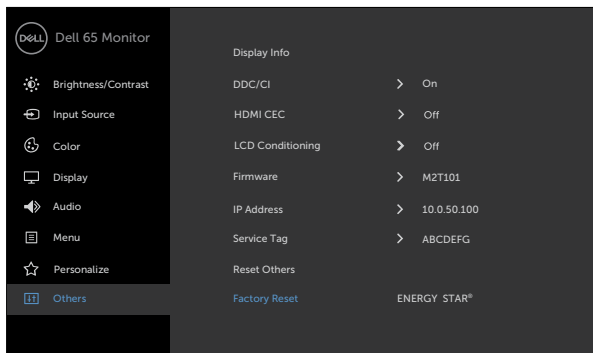 DELL Dell 65 Monitor
Display Info
Brightness/Contrast DDC/CI On
Input Source HDMI CEC Off
Color LCD Conditioning Off
Display Firmware M2T101
Audio IP Address 10.0.50.100
Menu Service Tag ABCDEFG
Personalize Reset Others
Others Factory Reset ENERGY STAR®